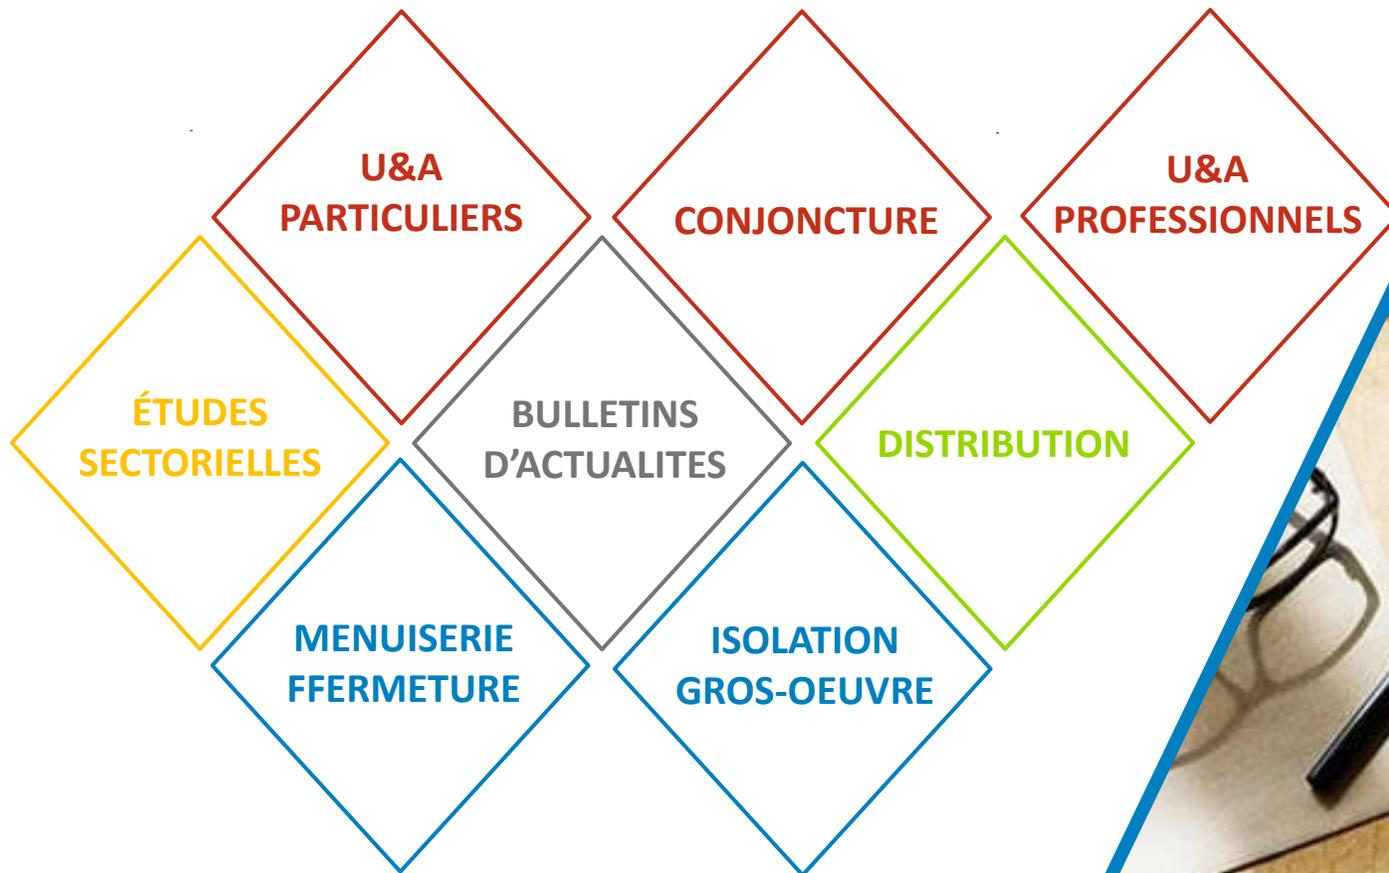 U&A
PARTICULIERS
CONJONCTURE
U&A
PROFESSIONNELS
ÉTUDES
SECTORIELLES
BULLETINS
D'ACTUALITES
DISTRIBUTION
MENUISERIE
FFERMETURE
ISOLATION
GROS-OEUVRE